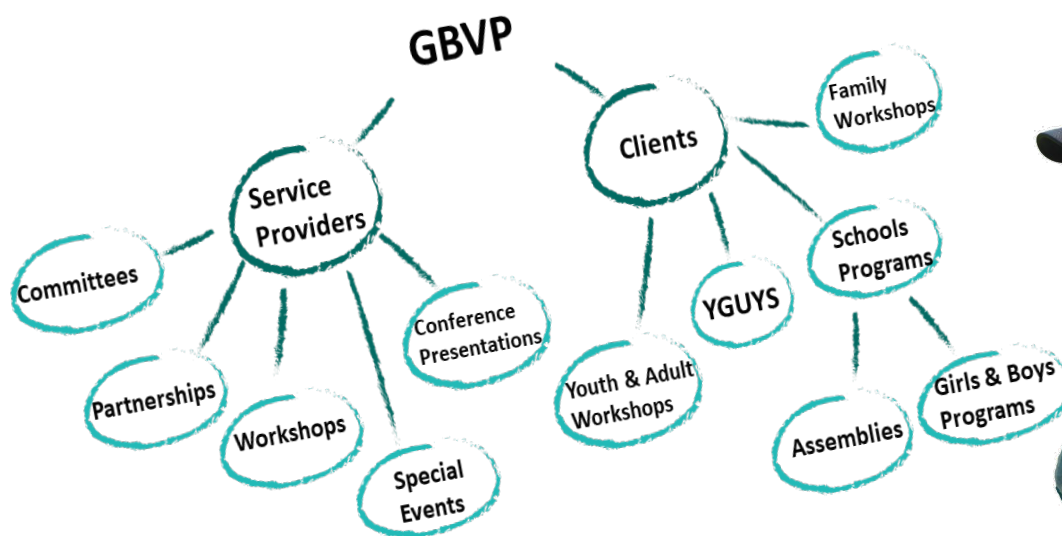 GBVP
Service
Providers
Committees
Partnerships
Workshops
Special
Events
Conference
Presentations
Clients
Family
Workshops
Schools
Programs
YGUYS
Youth & Adult
Workshops
Assemblies
Girls & Boys
Programs